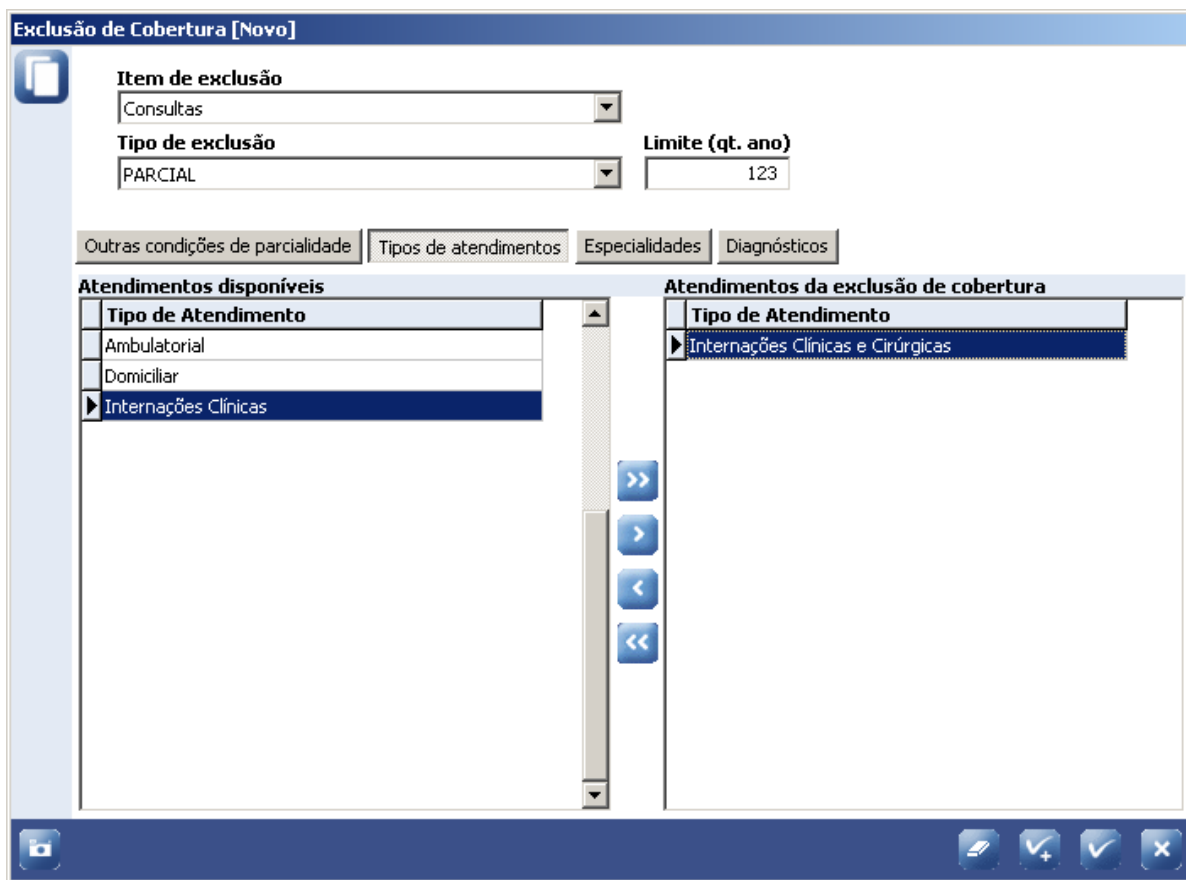 Exclusão de Cobertura [Novo]
Item de exclusão
Consultas
Tipo de exclusão
Limite (qt. ano)
PARCIAL
123
Outras condições de parcialidade
Tipos de atendimentos
Especialidades
Diagnósticos
Atendimentos disponíveis
Tipo de Atendimento
Ambulatorial
Domiciliar
Internações Clínicas
Atendimentos da exclusão de cobertura
Tipo de Atendimento
Internações Clínicas e Cirúrgicas